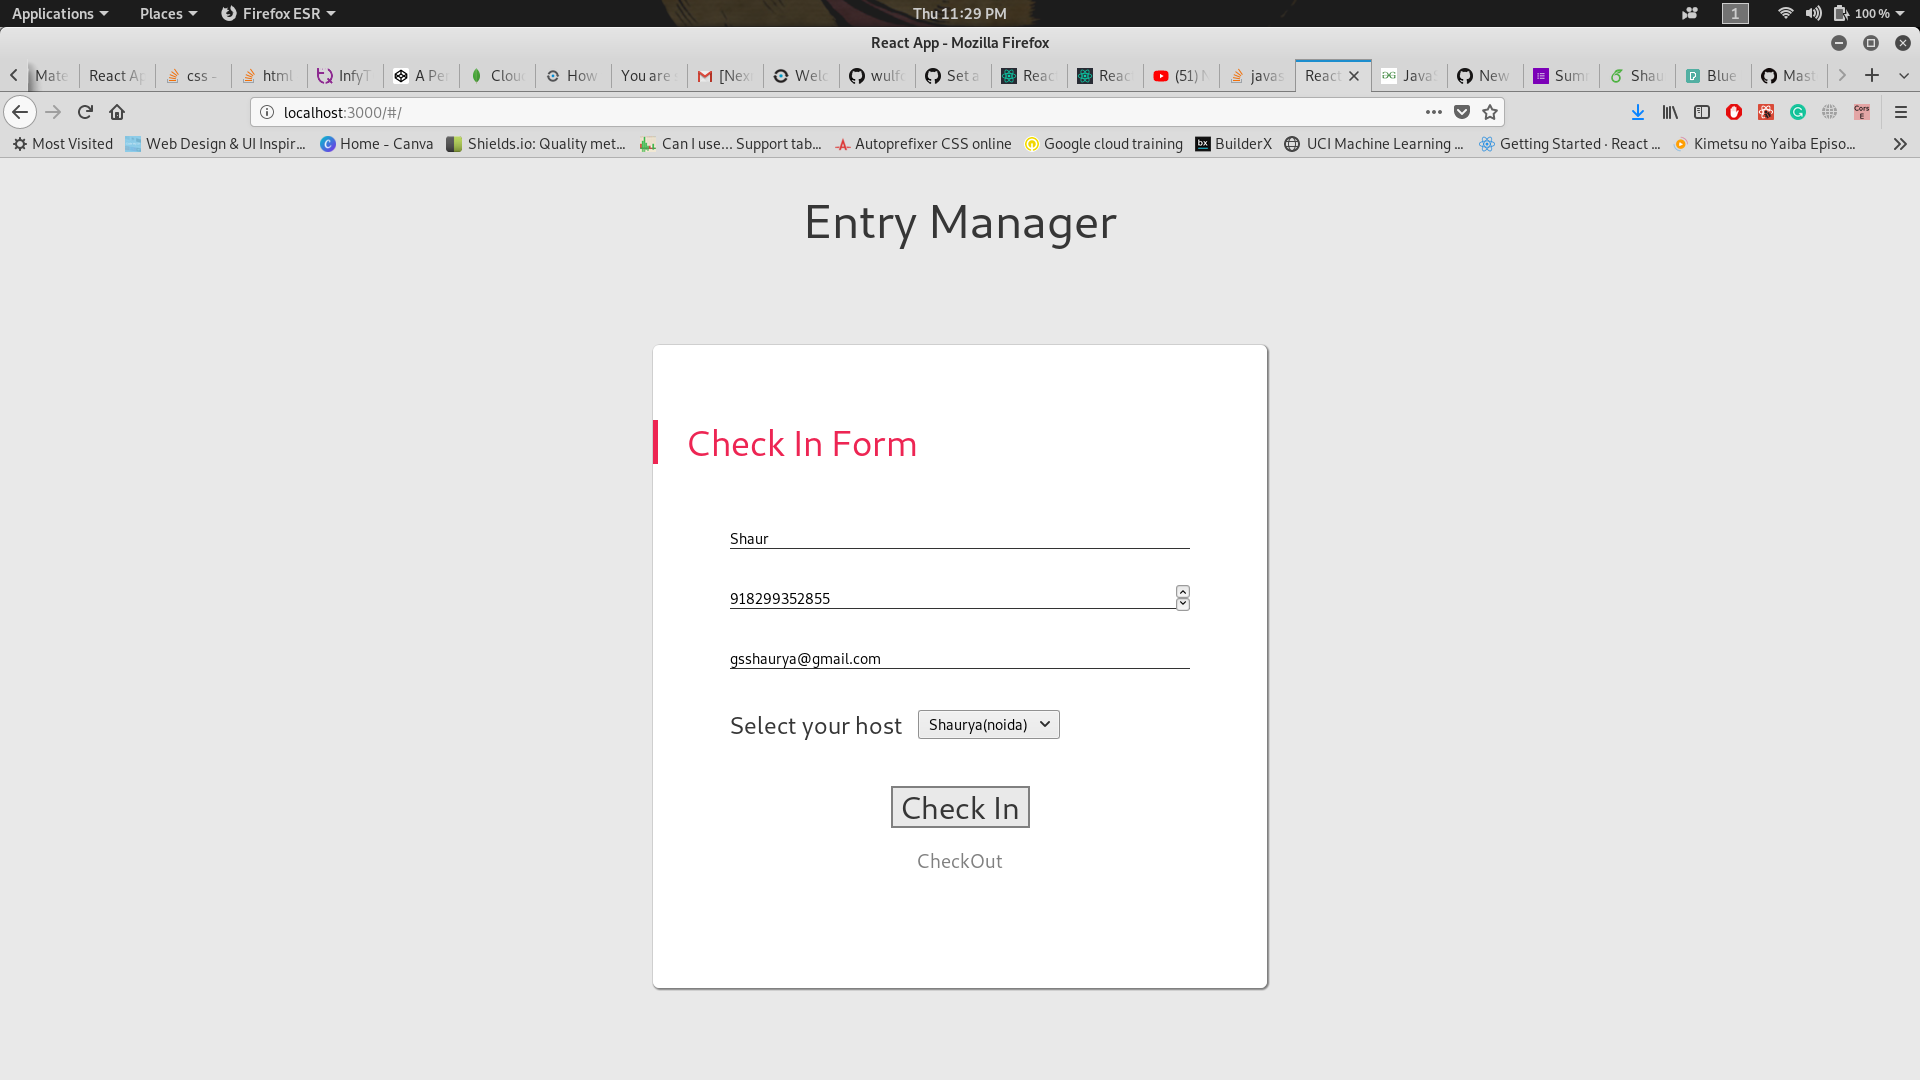 Applications Places Firefox ESR Thu 11:29 PM 1 100 %
React App - Mozilla Firefox
Mate React Ap css - html InfyT A Pe Clou How You are [Nex Welc wulf Set a Reac Reac (51) javas React Java New Sum Shau Blue Mast
localhost:3000/#/
Most Visited Web Design & UI Inspir... Home - Canva Shields.io: Quality met... Can I use... Support tab... Autoprefixer CSS online Google cloud training BuilderX UCI Machine Learning ... Getting Started · React ... Kimetsu no Yaiba Episo...
Entry Manager
Check In Form
Shaur
918299352855
gsshaurya@gmail.com
Select your host Shaurya(noida)
Check In
CheckOut